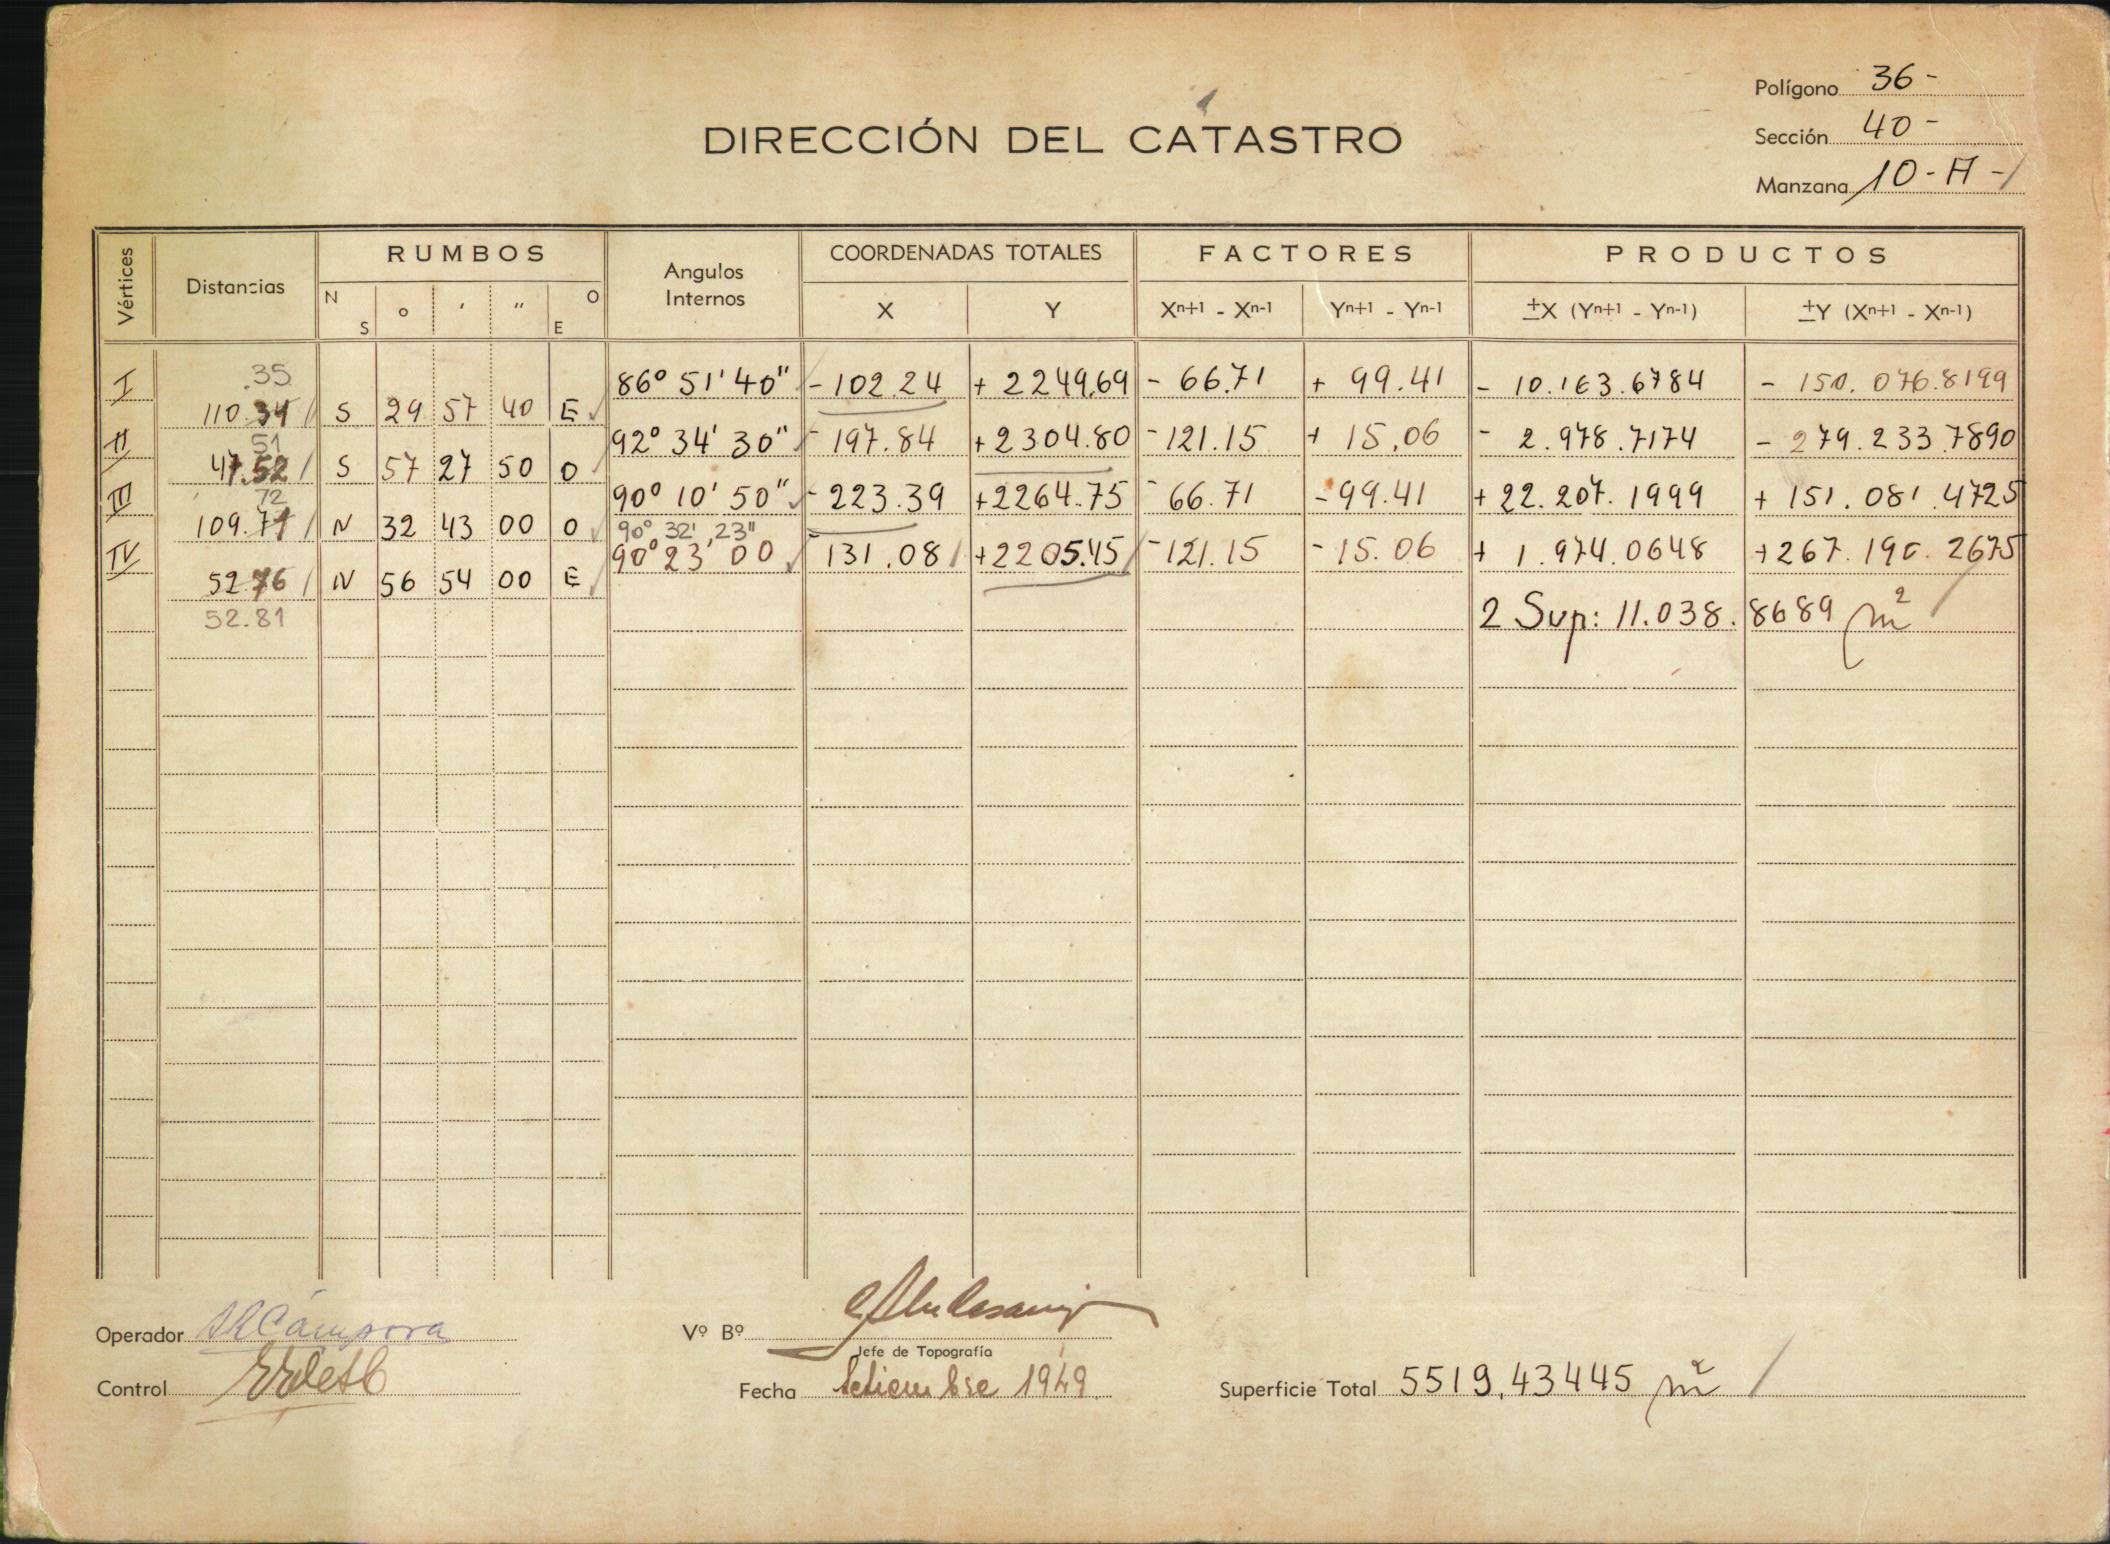 Polígono 36-
Sección 40-
Manzana 10-A-
DIRECCIÓN DEL CATASTRO
Vértices Distancias RUMBOS Angulos Internos COORDENADAS TOTALES FACTORES PRODUCTOS
N S ° ' " E O X Y Xn+1 - Xn-1 Yn+1 - Yn-1 ±X (Yn+1 - Yn-1) ±Y (Xn+1 - Xn-1)
.35
I 86° 51' 40" - 102.24 + 2249.69 - 66.71 + 99.41 - 10.163.6784 - 150.076.8199
110.34 S 29 57 40 E
51
II 92° 34' 30" - 197.84 + 2304.80 - 121.15 + 15.06 - 2.978.7174 - 279.233.7890
47.52 S 57 27 50 O
72
III 90° 10' 50" - 223.39 + 2264.75 - 66.71 - 99.41 + 22.207.1999 + 151.081.4725
109.71 N 32 43 00 O
90° 32' 23"
IV 90° 23' 00 - 131.08 + 2205.45 - 121.15 - 15.06 + 1.974.0648 + 267.190.2675
52.76 N 56 54 00 E
52.81
2 Sup: 11.038.8689 m²
Operador
Control
Vº Bº
Jefe de Topografía
Fecha Setiembre 1949
Superficie Total 5519,43445 m²